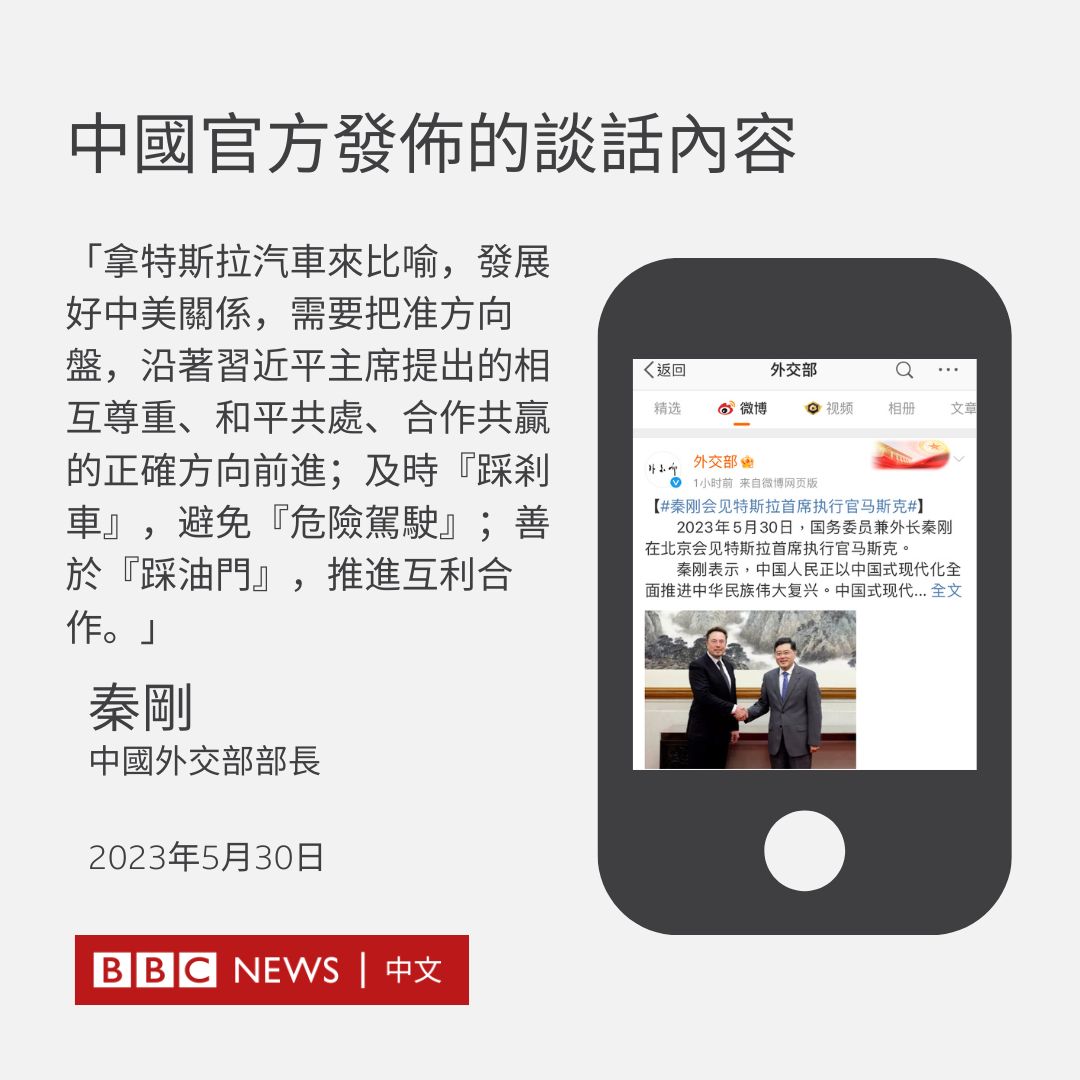 中國官方發佈的談話內容
「拿特斯拉汽車來比喻，發展
好中美關係，需要把准方向
盤，沿著習近平主席提出的相
互尊重、和平共處、合作共贏
的正確方向前進；及時『踩剎
車』，避免『危險駕駛』；善
於『踩油門』，推進互利合
作。」
秦剛
中國外交部部長
2023年5月30日
BBC NEWS | 中文
返回 外交部 ···
精选 微博 视频 相册 文章
外交部
1小时前 来自微博网页版
【#秦刚会见特斯拉首席执行官马斯克#】
2023年5月30日，国务委员兼外长秦刚
在北京会见特斯拉首席执行官马斯克。
秦刚表示，中国人民正以中国式现代化全
面推进中华民族伟大复兴。中国式现代... 全文